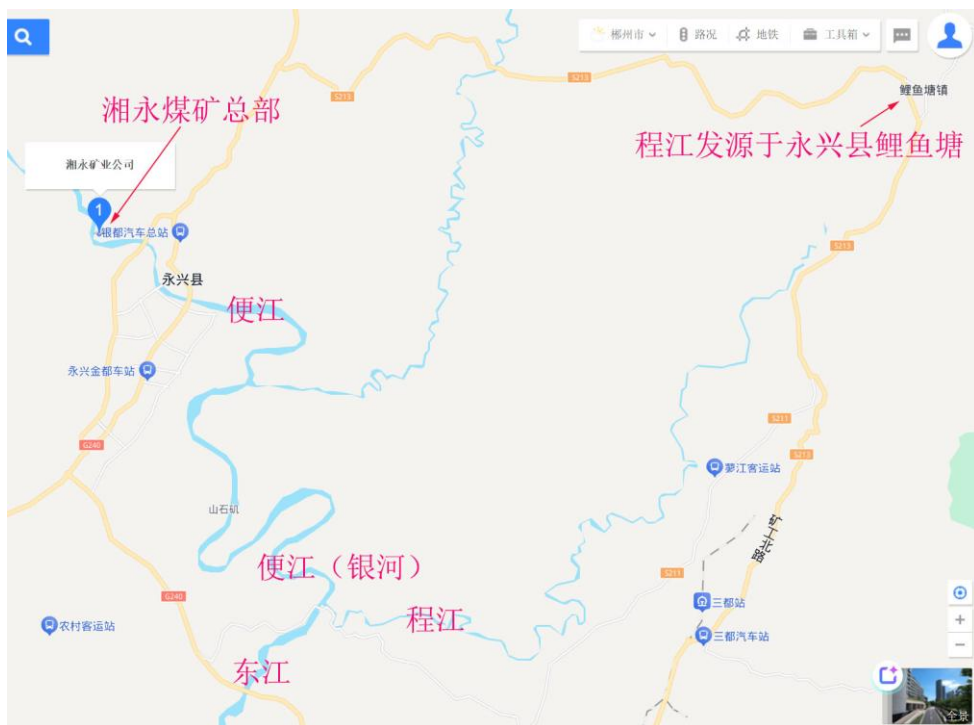 郴州市
路况
地铁
工具箱
S213
S213
鲤鱼塘镇
湘永煤矿总部
程江发源于永兴县鲤鱼塘
湘永矿业公司
1
银都汽车总站
S213
永兴县
便江
永兴金都车站
S211
G240
S213
蓼江客运站
山石矶
矿工北路
便江（银河）
S211
G240
三都站
程江
农村客运站
三都汽车站
东江
全景